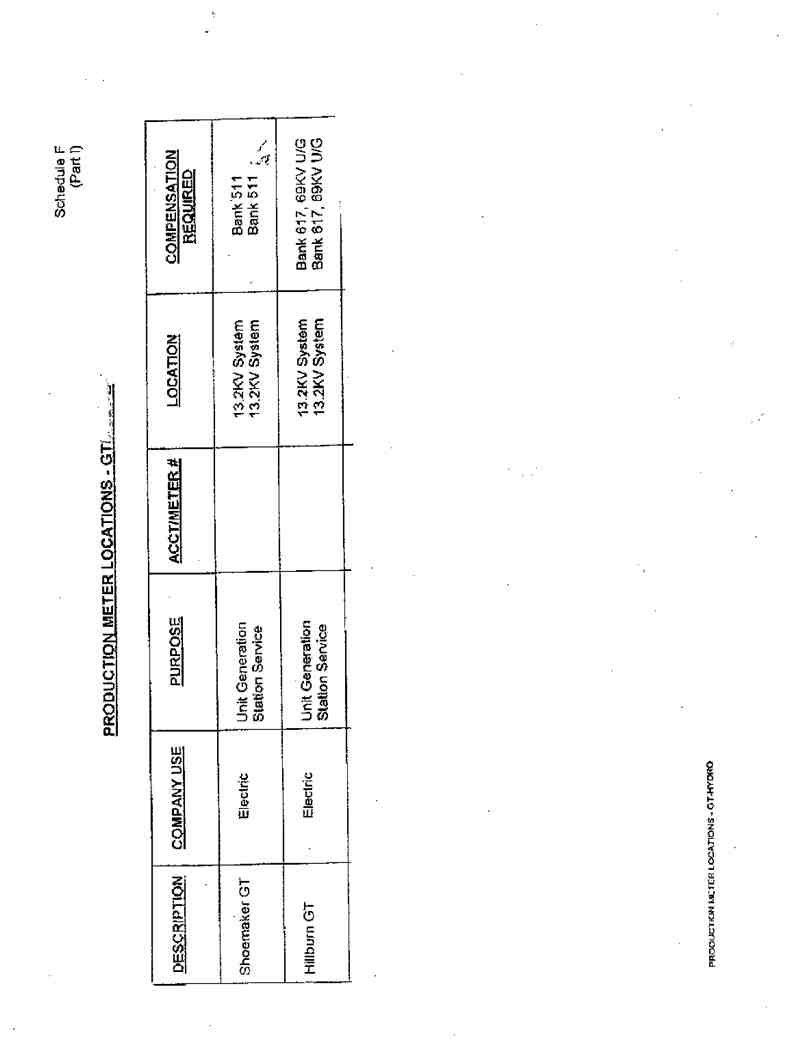 Schedule F
(Part I)
PRODUCTION METER LOCATIONS - GT
DESCRIPTION COMPANY USE PURPOSE ACCT/METER # LOCATION COMPENSATION
REQUIRED
Shoemaker GT Electric Unit Generation 13.2KV System Bank 511
Station Service 13.2KV System Bank 511
Hillburn GT Electric Unit Generation 13.2KV System Bank 617, 69KV U/G
Station Service 13.2KV System Bank 617, 69KV U/G
PRODUCTION METER LOCATIONS - GT-HYDRO